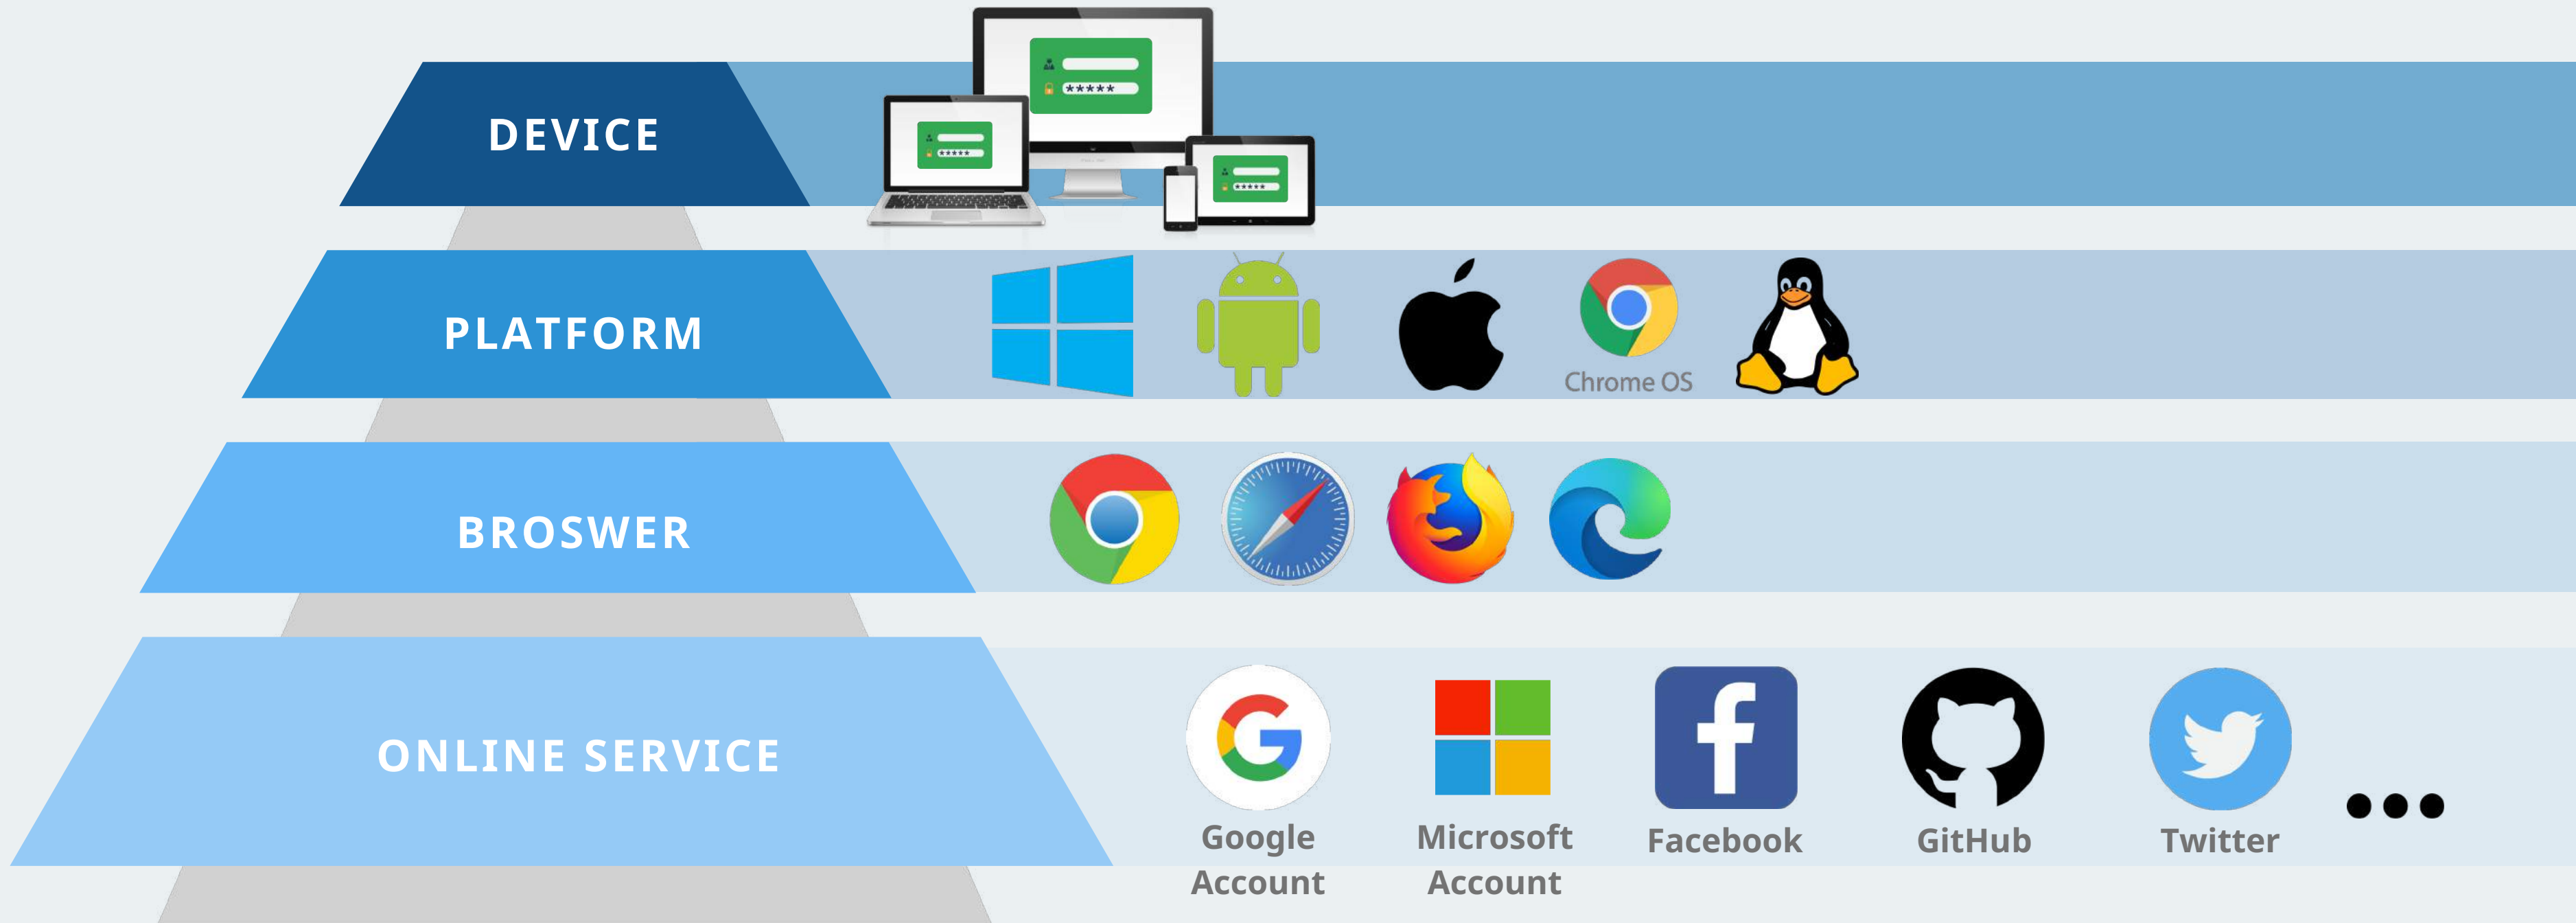 DEVICE
*****
*****
*****
PLATFORM
Chrome OS
BROSWER
ONLINE SERVICE
Google
Account
Microsoft
Account
Facebook
GitHub
Twitter